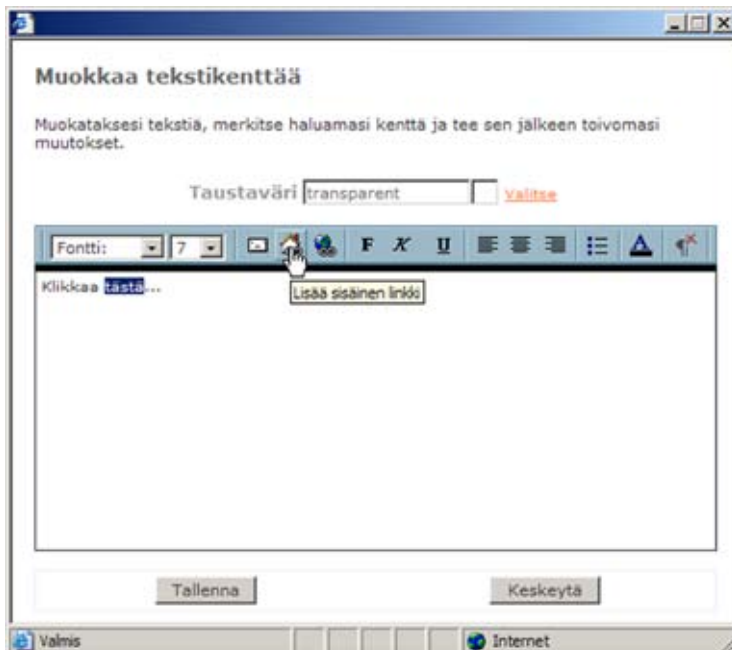 Muokkaa tekstikenttää
Muokataksesi tekstiä, merkitse haluamasi kenttä ja tee sen jälkeen toivomasi
muutokset.
Taustaväri transparent Valitse
Fontti: 7 F K U A
Klikkaa tästä...
Lisää sisäinen linkki
Tallenna Keskeytä
Valmis Internet